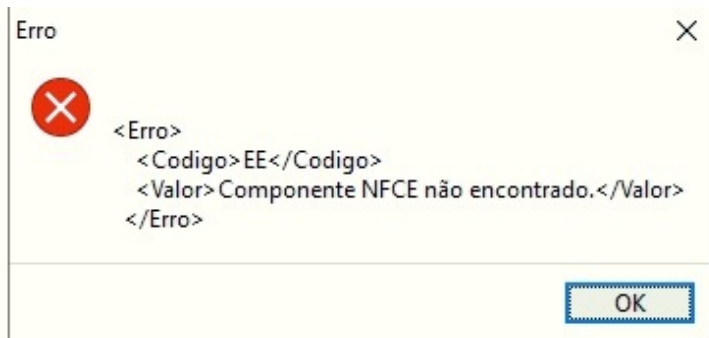 Erro
<Erro>
<Codigo>EE</Codigo>
<Valor>Componente NFCE não encontrado.</Valor>
</Erro>
OK